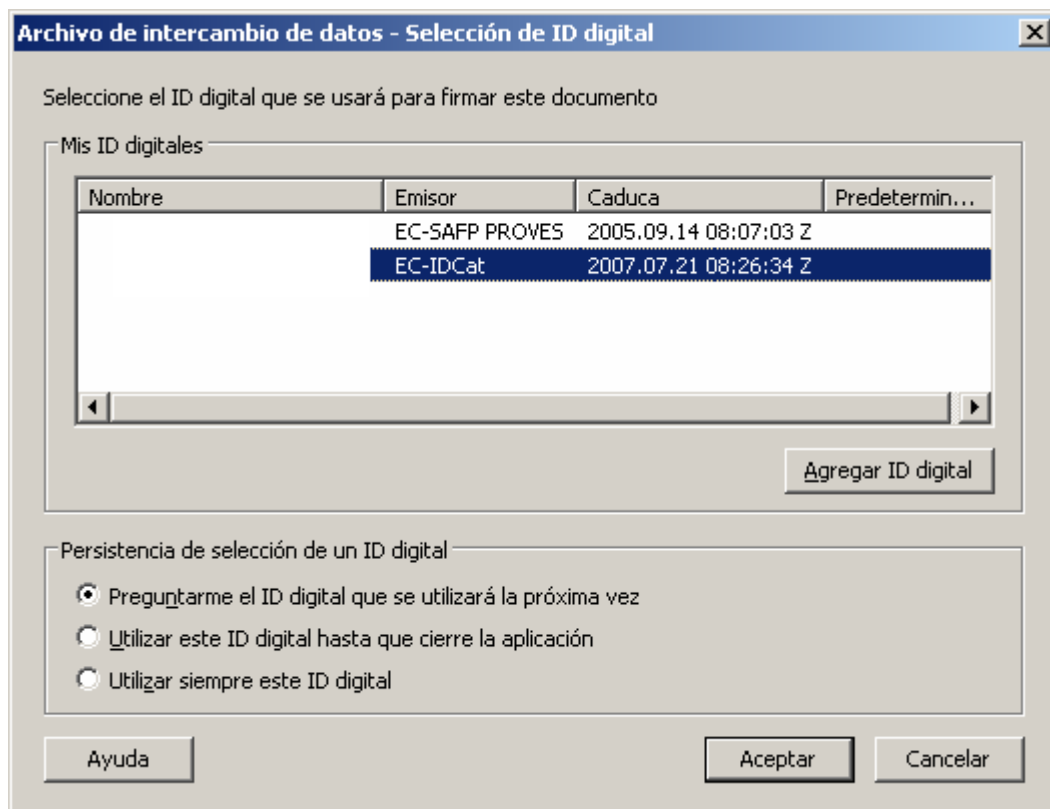 Archivo de intercambio de datos - Selección de ID digital
Seleccione el ID digital que se usará para firmar este documento
Mis ID digitales
Nombre Emisor Caduca Predetermin...
EC-SAFP PROVES 2005.09.14 08:07:03 Z
EC-IDCat 2007.07.21 08:26:34 Z
Agregar ID digital
Persistencia de selección de un ID digital
Preguntarme el ID digital que se utilizará la próxima vez
Utilizar este ID digital hasta que cierre la aplicación
Utilizar siempre este ID digital
Ayuda Aceptar Cancelar